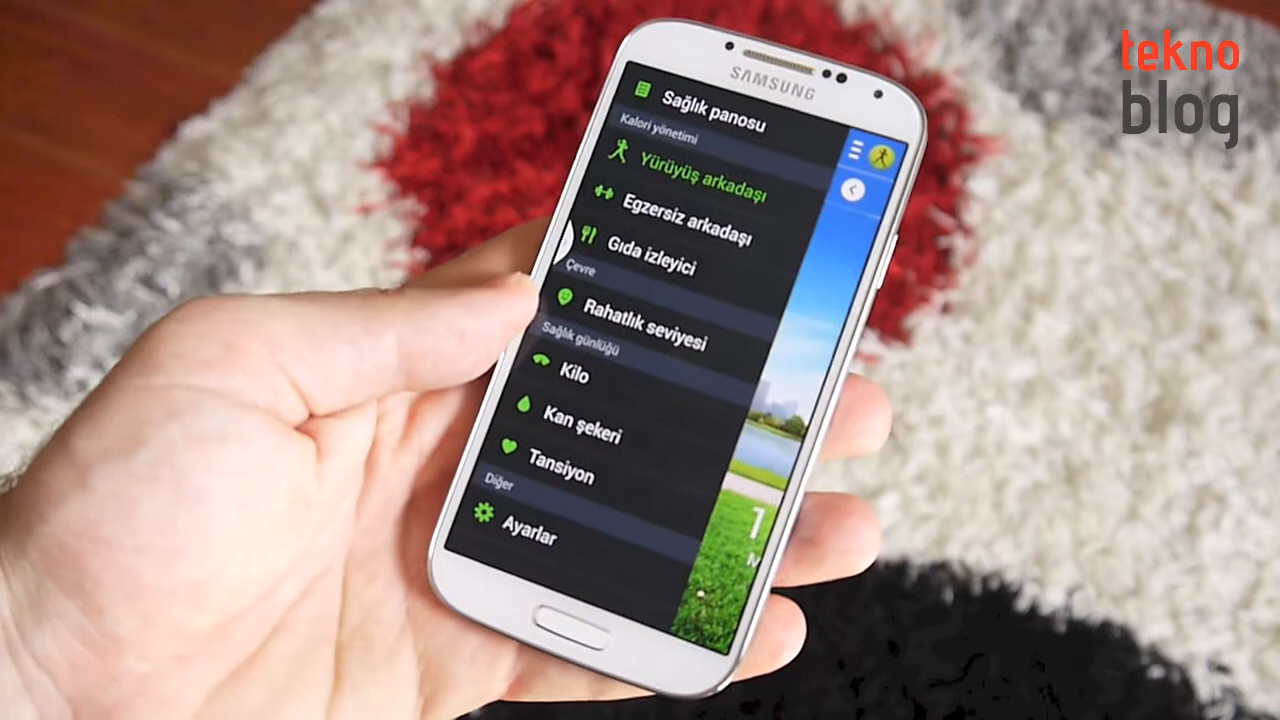 tekno
blog
SAMSUNG
Sağlık panosu
Kalori yönetimi
Yürüyüş arkadaşı
Egzersiz arkadaşı
Gıda izleyici
Çevre
Rahatlık seviyesi
Sağlık günlüğü
Kilo
Kan şekeri
Tansiyon
Diğer
Ayarlar
1